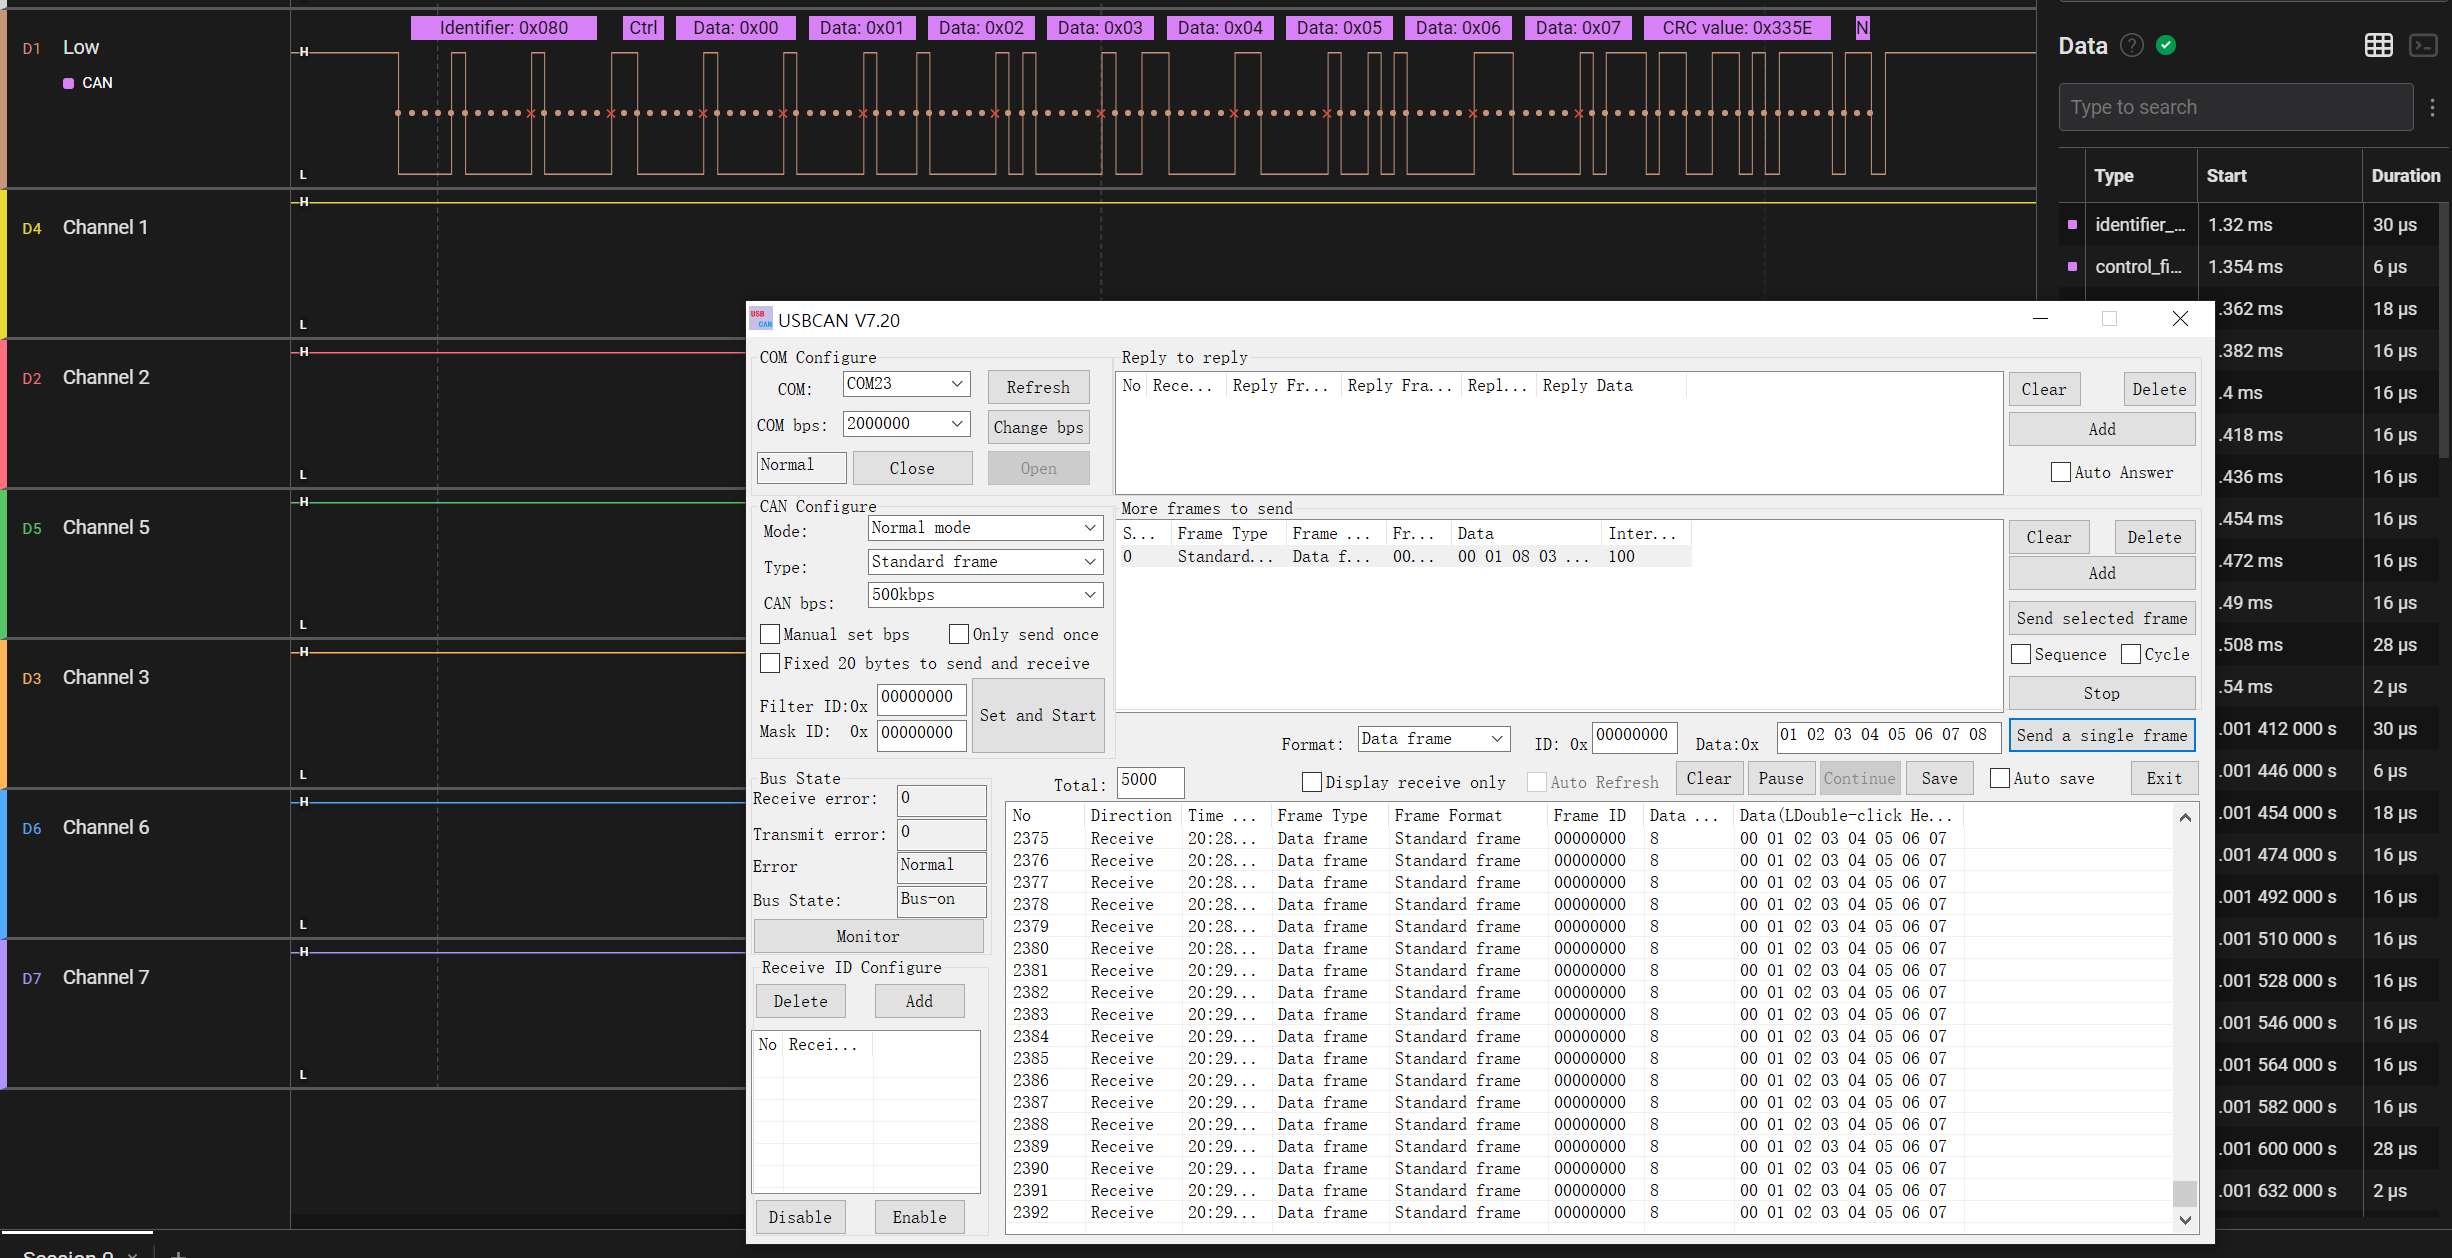 Identifier: 0x080 Ctrl Data: 0x00 Data: 0x01 Data: 0x02 Data: 0x03 Data: 0x04 Data: 0x05 Data: 0x06 Data: 0x07 CRC value: 0x335E N
D1 Low
CAN
H
L
D4 Channel 1
H
L
D2 Channel 2
H
L
D5 Channel 5
H
L
D3 Channel 3
H
L
D6 Channel 6
H
L
D7 Channel 7
H
L
Data
Type to search
Type Start Duration
identifier_... 1.32 ms 30 μs
control_fi... 1.354 ms 6 μs
.362 ms 18 μs
.382 ms 16 μs
.4 ms 16 μs
.418 ms 16 μs
.436 ms 16 μs
.454 ms 16 μs
.472 ms 16 μs
.49 ms 16 μs
.508 ms 28 μs
.54 ms 2 μs
.001 412 000 s 30 μs
.001 446 000 s 6 μs
.001 454 000 s 18 μs
.001 474 000 s 16 μs
.001 492 000 s 16 μs
.001 510 000 s 16 μs
.001 528 000 s 16 μs
.001 546 000 s 16 μs
.001 564 000 s 16 μs
.001 582 000 s 16 μs
.001 600 000 s 28 μs
.001 632 000 s 2 μs
USB CAN USBCAN V7.20
COM Configure
COM: COM23 Refresh
COM bps: 2000000 Change bps
Normal Close Open
CAN Configure
Mode: Normal mode
Type: Standard frame
CAN bps: 500kbps
Manual set bps Only send once
Fixed 20 bytes to send and receive
Filter ID:0x 00000000
Mask ID: 0x 00000000
Set and Start
Reply to reply
No Rece... Reply Fr... Reply Fra... Repl... Reply Data
Clear Delete
Add
Auto Answer
More frames to send
S... Frame Type Frame ... Fr... Data Inter...
0 Standard... Data f... 00... 00 01 08 03 ... 100
Clear Delete
Add
Send selected frame
Sequence Cycle
Stop
Format: Data frame ID: 0x 00000000 Data:0x 01 02 03 04 05 06 07 08 Send a single frame
Bus State
Receive error: 0
Transmit error: 0
Error Normal
Bus State: Bus-on
Monitor
Receive ID Configure
Delete Add
No Recei...
Disable Enable
Total: 5000 Display receive only Auto Refresh Clear Pause Continue Save Auto save Exit
No Direction Time ... Frame Type Frame Format Frame ID Data ... Data(LDouble-click He...
2375 Receive 20:28... Data frame Standard frame 00000000 8 00 01 02 03 04 05 06 07
2376 Receive 20:28... Data frame Standard frame 00000000 8 00 01 02 03 04 05 06 07
2377 Receive 20:28... Data frame Standard frame 00000000 8 00 01 02 03 04 05 06 07
2378 Receive 20:28... Data frame Standard frame 00000000 8 00 01 02 03 04 05 06 07
2379 Receive 20:28... Data frame Standard frame 00000000 8 00 01 02 03 04 05 06 07
2380 Receive 20:28... Data frame Standard frame 00000000 8 00 01 02 03 04 05 06 07
2381 Receive 20:29... Data frame Standard frame 00000000 8 00 01 02 03 04 05 06 07
2382 Receive 20:29... Data frame Standard frame 00000000 8 00 01 02 03 04 05 06 07
2383 Receive 20:29... Data frame Standard frame 00000000 8 00 01 02 03 04 05 06 07
2384 Receive 20:29... Data frame Standard frame 00000000 8 00 01 02 03 04 05 06 07
2385 Receive 20:29... Data frame Standard frame 00000000 8 00 01 02 03 04 05 06 07
2386 Receive 20:29... Data frame Standard frame 00000000 8 00 01 02 03 04 05 06 07
2387 Receive 20:29... Data frame Standard frame 00000000 8 00 01 02 03 04 05 06 07
2388 Receive 20:29... Data frame Standard frame 00000000 8 00 01 02 03 04 05 06 07
2389 Receive 20:29... Data frame Standard frame 00000000 8 00 01 02 03 04 05 06 07
2390 Receive 20:29... Data frame Standard frame 00000000 8 00 01 02 03 04 05 06 07
2391 Receive 20:29... Data frame Standard frame 00000000 8 00 01 02 03 04 05 06 07
2392 Receive 20:29... Data frame Standard frame 00000000 8 00 01 02 03 04 05 06 07